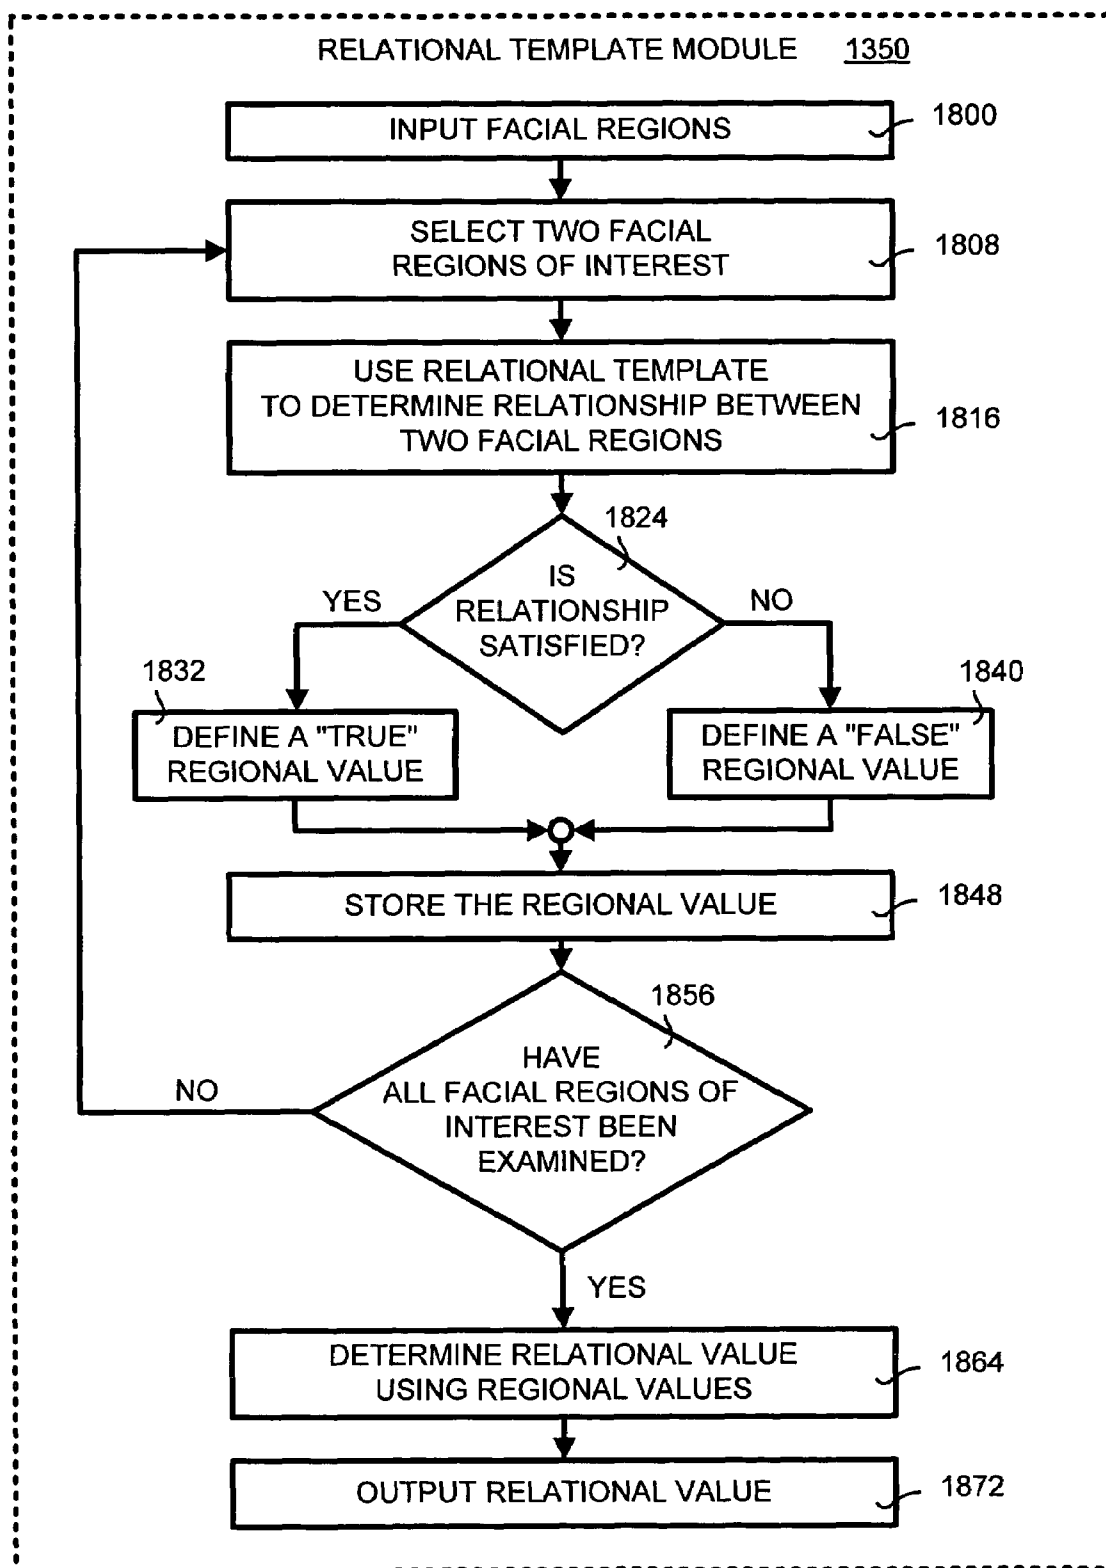 RELATIONAL TEMPLATE MODULE 1350
INPUT FACIAL REGIONS
1800
SELECT TWO FACIAL
REGIONS OF INTEREST
1808
USE RELATIONAL TEMPLATE
TO DETERMINE RELATIONSHIP BETWEEN
TWO FACIAL REGIONS
1816
1824
IS
RELATIONSHIP
SATISFIED?
YES
NO
1832
DEFINE A "TRUE"
REGIONAL VALUE
1840
DEFINE A "FALSE"
REGIONAL VALUE
STORE THE REGIONAL VALUE
1848
1856
HAVE
ALL FACIAL REGIONS OF
INTEREST BEEN
EXAMINED?
NO
YES
DETERMINE RELATIONAL VALUE
USING REGIONAL VALUES
1864
OUTPUT RELATIONAL VALUE
1872